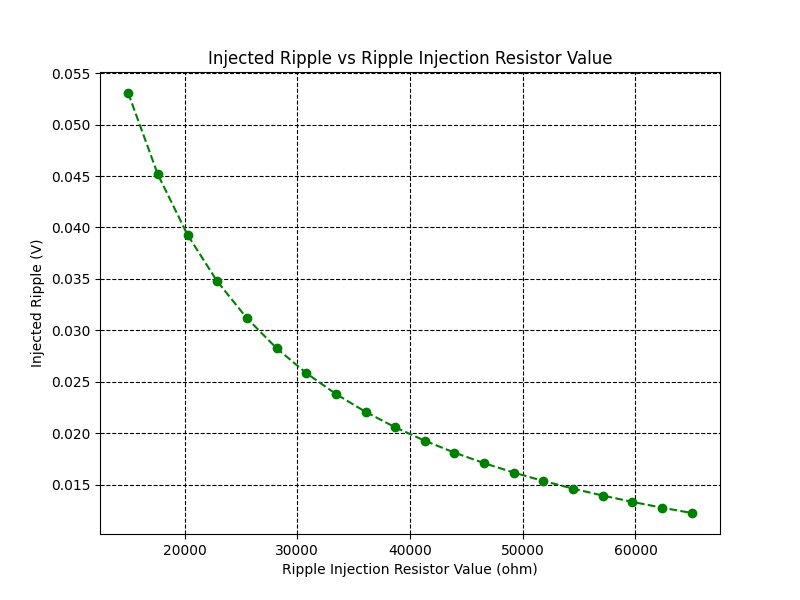 Injected Ripple vs Ripple Injection Resistor Value
0.055
0.050
0.045
0.040
0.035
0.030
0.025
0.020
0.015
Injected Ripple (V)
20000 30000 40000 50000 60000
Ripple Injection Resistor Value (ohm)